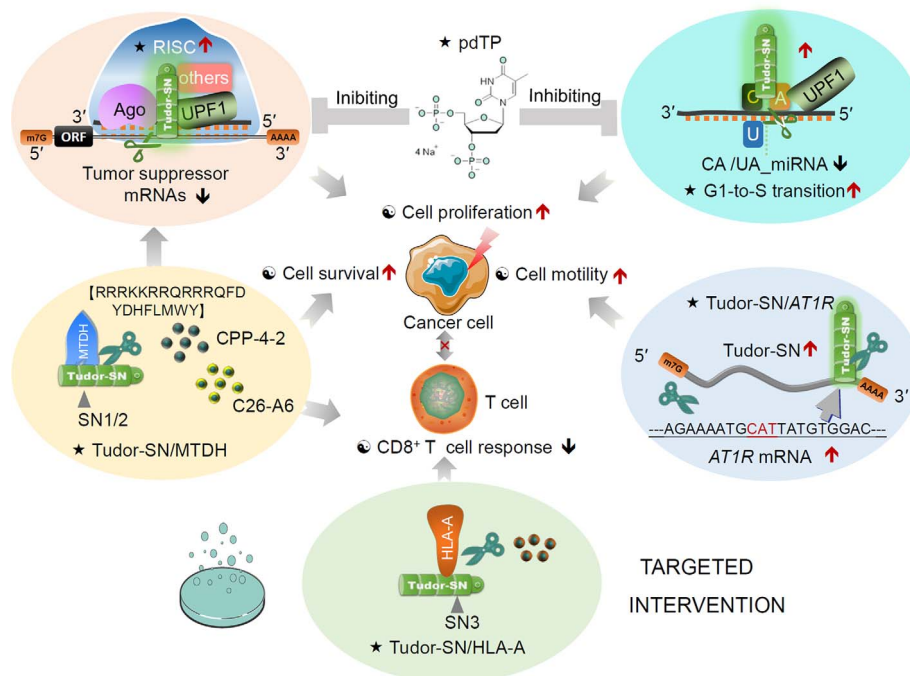 ★ RISC
others
Ago
Tudor-SN
UPF1
3′
5′
m7G
ORF
AAAA
5′
3′
Tumor suppressor
mRNAs
★ pdTP
Inibiting
Inhibiting
O
NH
HN
O
N
O
O
O⁻
P
O⁻
O
O
O
P
O⁻
O⁻
4 Na⁺
Tudor-SN
C
A
UPF1
3′
5′
U
CA /UA_miRNA
★ G1-to-S transition
Cell proliferation
Cell survival
Cell motility
Cancer cell
T cell
CD8⁺ T cell response
【RRRKKRRQRRRQFD
YDHFLMWY】
MTDH
CPP-4-2
Tudor-SN
C26-A6
SN1/2
★ Tudor-SN/MTDH
★ Tudor-SN/AT1R
Tudor-SN
Tudor-SN
5′
m7G
AAAA
3′
---AGAAAATGCATTATGTGGAC---
AT1R mRNA
HLA-A
Tudor-SN
SN3
★ Tudor-SN/HLA-A
TARGETED
INTERVENTION